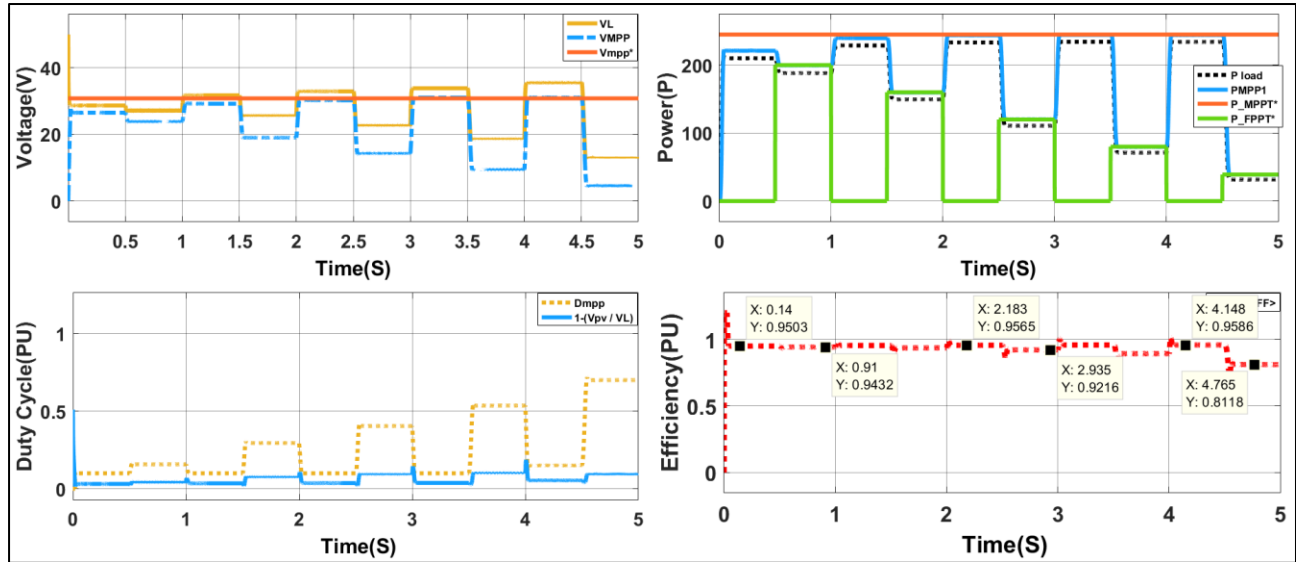 VL
VMPP
Vmpp*
Voltage(V)
40
20
0
0.5 1 1.5 2 2.5 3 3.5 4 4.5 5
Time(S)
P load
PMPP1
P_MPPT*
P_FPPT*
Power(P)
200
100
0
0 1 2 3 4 5
Time(S)
Dmpp
1-(Vpv / VL)
Duty Cycle(PU)
1
0.5
0
0 1 2 3 4 5
Time(S)
FF>
X: 0.14
Y: 0.9503
X: 2.183
Y: 0.9565
X: 4.148
Y: 0.9586
X: 0.91
Y: 0.9432
X: 2.935
Y: 0.9216
X: 4.765
Y: 0.8118
Efficiency(PU)
1
0.5
0
0 1 2 3 4 5
Time(S)